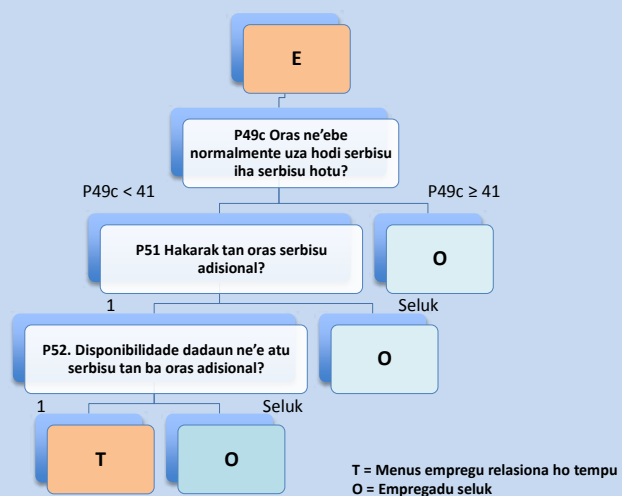 E
P49c Oras ne'ebe
normalmente uza hodi serbisu
iha serbisu hotu?
P49c < 41
P49c ≥ 41
P51 Hakarak tan oras serbisu
adisional?
O
1
Seluk
P52. Disponibilidade dadaun ne'e atu
serbisu tan ba oras adisional?
O
1
Seluk
T
O
T = Menus empregu relasiona ho tempu
O = Empregadu seluk